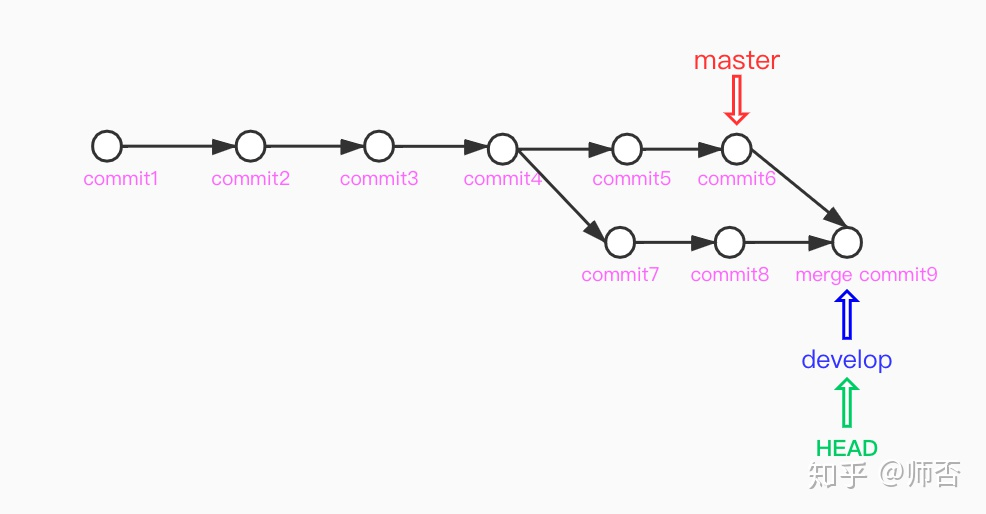 master
commit1
commit2
commit3
commit4
commit5
commit6
commit7
commit8
merge commit9
develop
HEAD
知乎 @师否